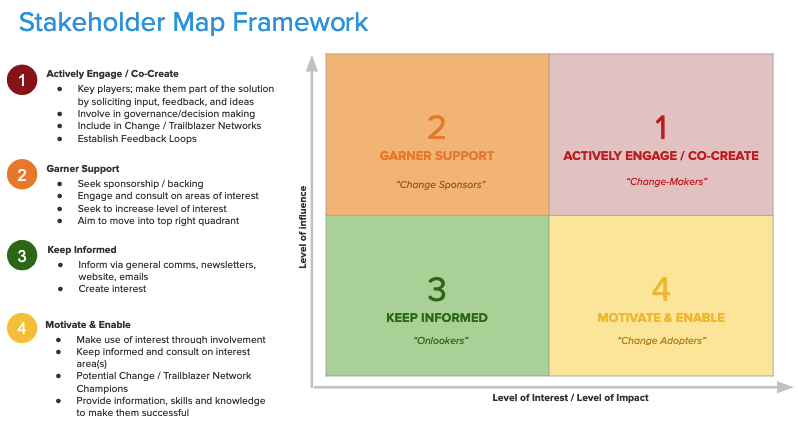 Stakeholder Map Framework
1
Actively Engage / Co-Create
● Key players; make them part of the solution
by soliciting input, feedback, and ideas
● Involve in governance/decision making
● Include in Change / Trailblazer Networks
● Establish Feedback Loops
2
Garner Support
● Seek sponsorship / backing
● Engage and consult on areas of interest
● Seek to increase level of interest
● Aim to move into top right quadrant
3
Keep Informed
● Inform via general comms, newsletters,
website, emails
● Create interest
4
Motivate & Enable
● Make use of interest through involvement
● Keep informed and consult on interest
area(s)
● Potential Change / Trailblazer Network
Champions
● Provide information, skills and knowledge
to make them successful
Level of influence
2
GARNER SUPPORT
"Change Sponsors"
1
ACTIVELY ENGAGE / CO-CREATE
"Change-Makers"
3
KEEP INFORMED
"Onlookers"
4
MOTIVATE & ENABLE
"Change Adopters"
Level of Interest / Level of Impact